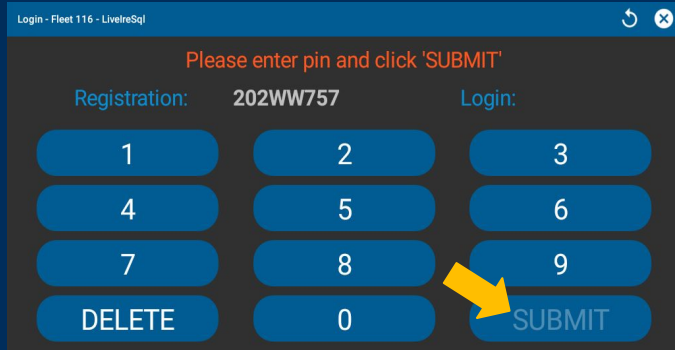 Login - Fleet 116 - LiveIreSql
Please enter pin and click 'SUBMIT'
Registration: 202WW757 Login:
1 2 3
4 5 6
7 8 9
DELETE 0 SUBMIT